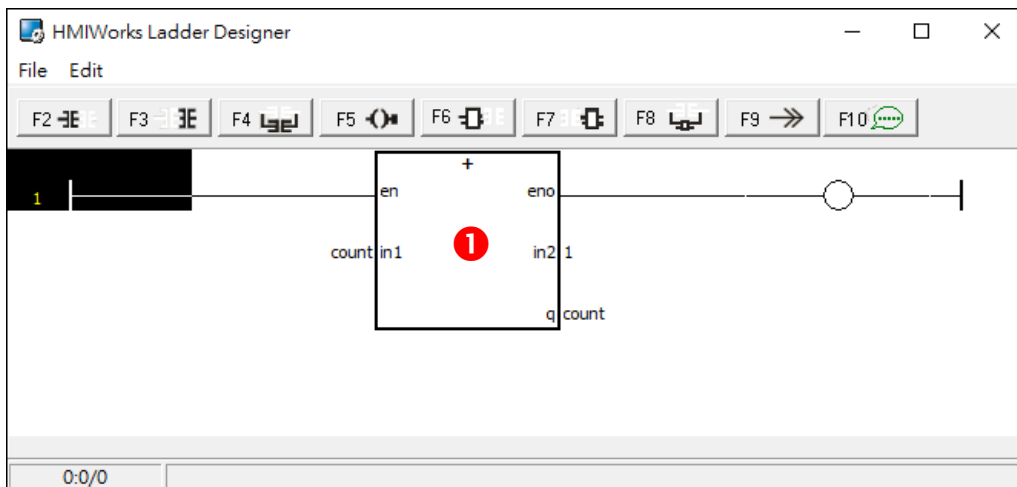 HMIWorks Ladder Designer
File Edit
F2 F3 F4 F5 F6 F7 F8 F9 F10
+
1 en eno
count in1 1 in2 1
q count
0:0/0